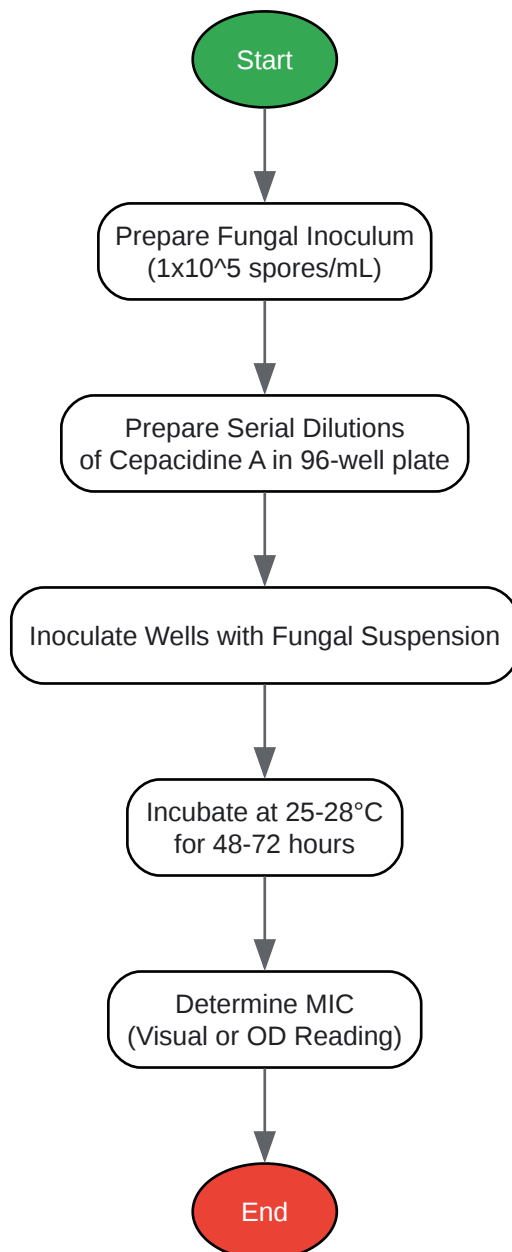 Start
Prepare Fungal Inoculum
(1x10^5 spores/mL)
Prepare Serial Dilutions
of Cepacidine A in 96-well plate
Inoculate Wells with Fungal Suspension
Incubate at 25-28°C
for 48-72 hours
Determine MIC
(Visual or OD Reading)
End